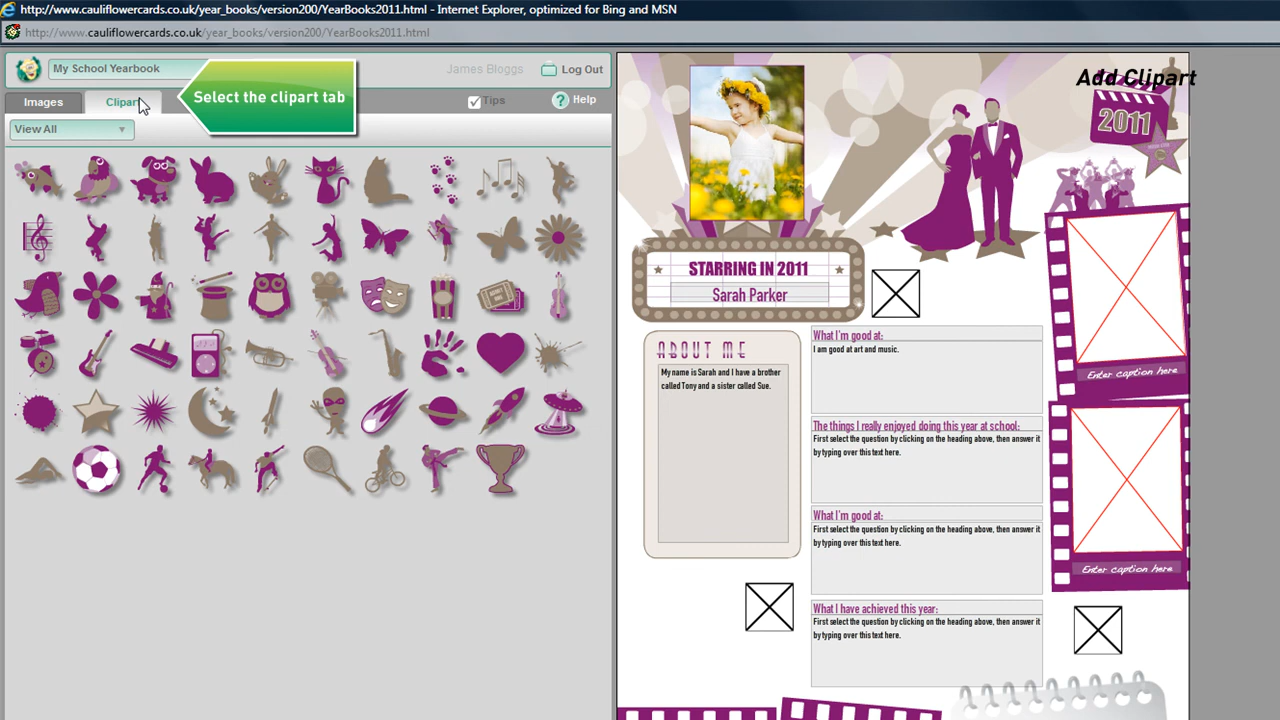 http://www.cauliflowercards.co.uk/year_books/version200/YearBooks2011.html - Internet Explorer, optimized for Bing and MSN
http://www.cauliflowercards.co.uk/year_books/version200/YearBooks2011.html
My School Yearbook
James Bloggs
Log Out
Images
Clipart
Select the clipart tab
Tips
Help
View All
Add Clipart
2011
STARRING IN 2011
Sarah Parker
ABOUT ME
My name is Sarah and I have a brother
called Tony and a sister called Sue.
What I'm good at:
I am good at art and music.
The things I really enjoyed doing this year at school:
First select the question by clicking on the heading above, then answer it
by typing over this text here.
What I'm good at:
First select the question by clicking on the heading above, then answer it
by typing over this text here.
What I have achieved this year:
First select the question by clicking on the heading above, then answer it
by typing over this text here.
Enter caption here
Enter caption here